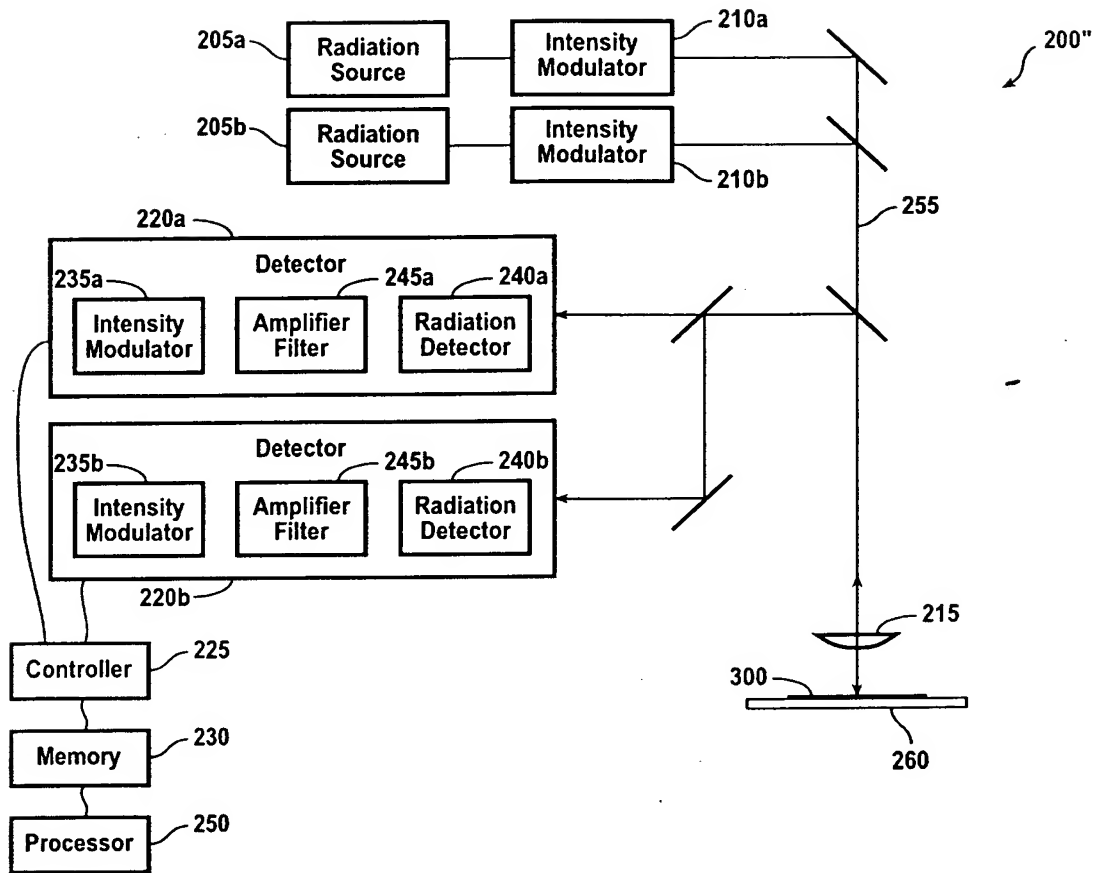 210a
200"
205a
Radiation
Source
Intensity
Modulator
205b
Radiation
Source
Intensity
Modulator
210b
255
220a
Detector
235a
245a
240a
Intensity
Modulator
Amplifier
Filter
Radiation
Detector
Detector
235b
245b
240b
Intensity
Modulator
Amplifier
Filter
Radiation
Detector
220b
215
Controller
225
300
260
Memory
230
Processor
250